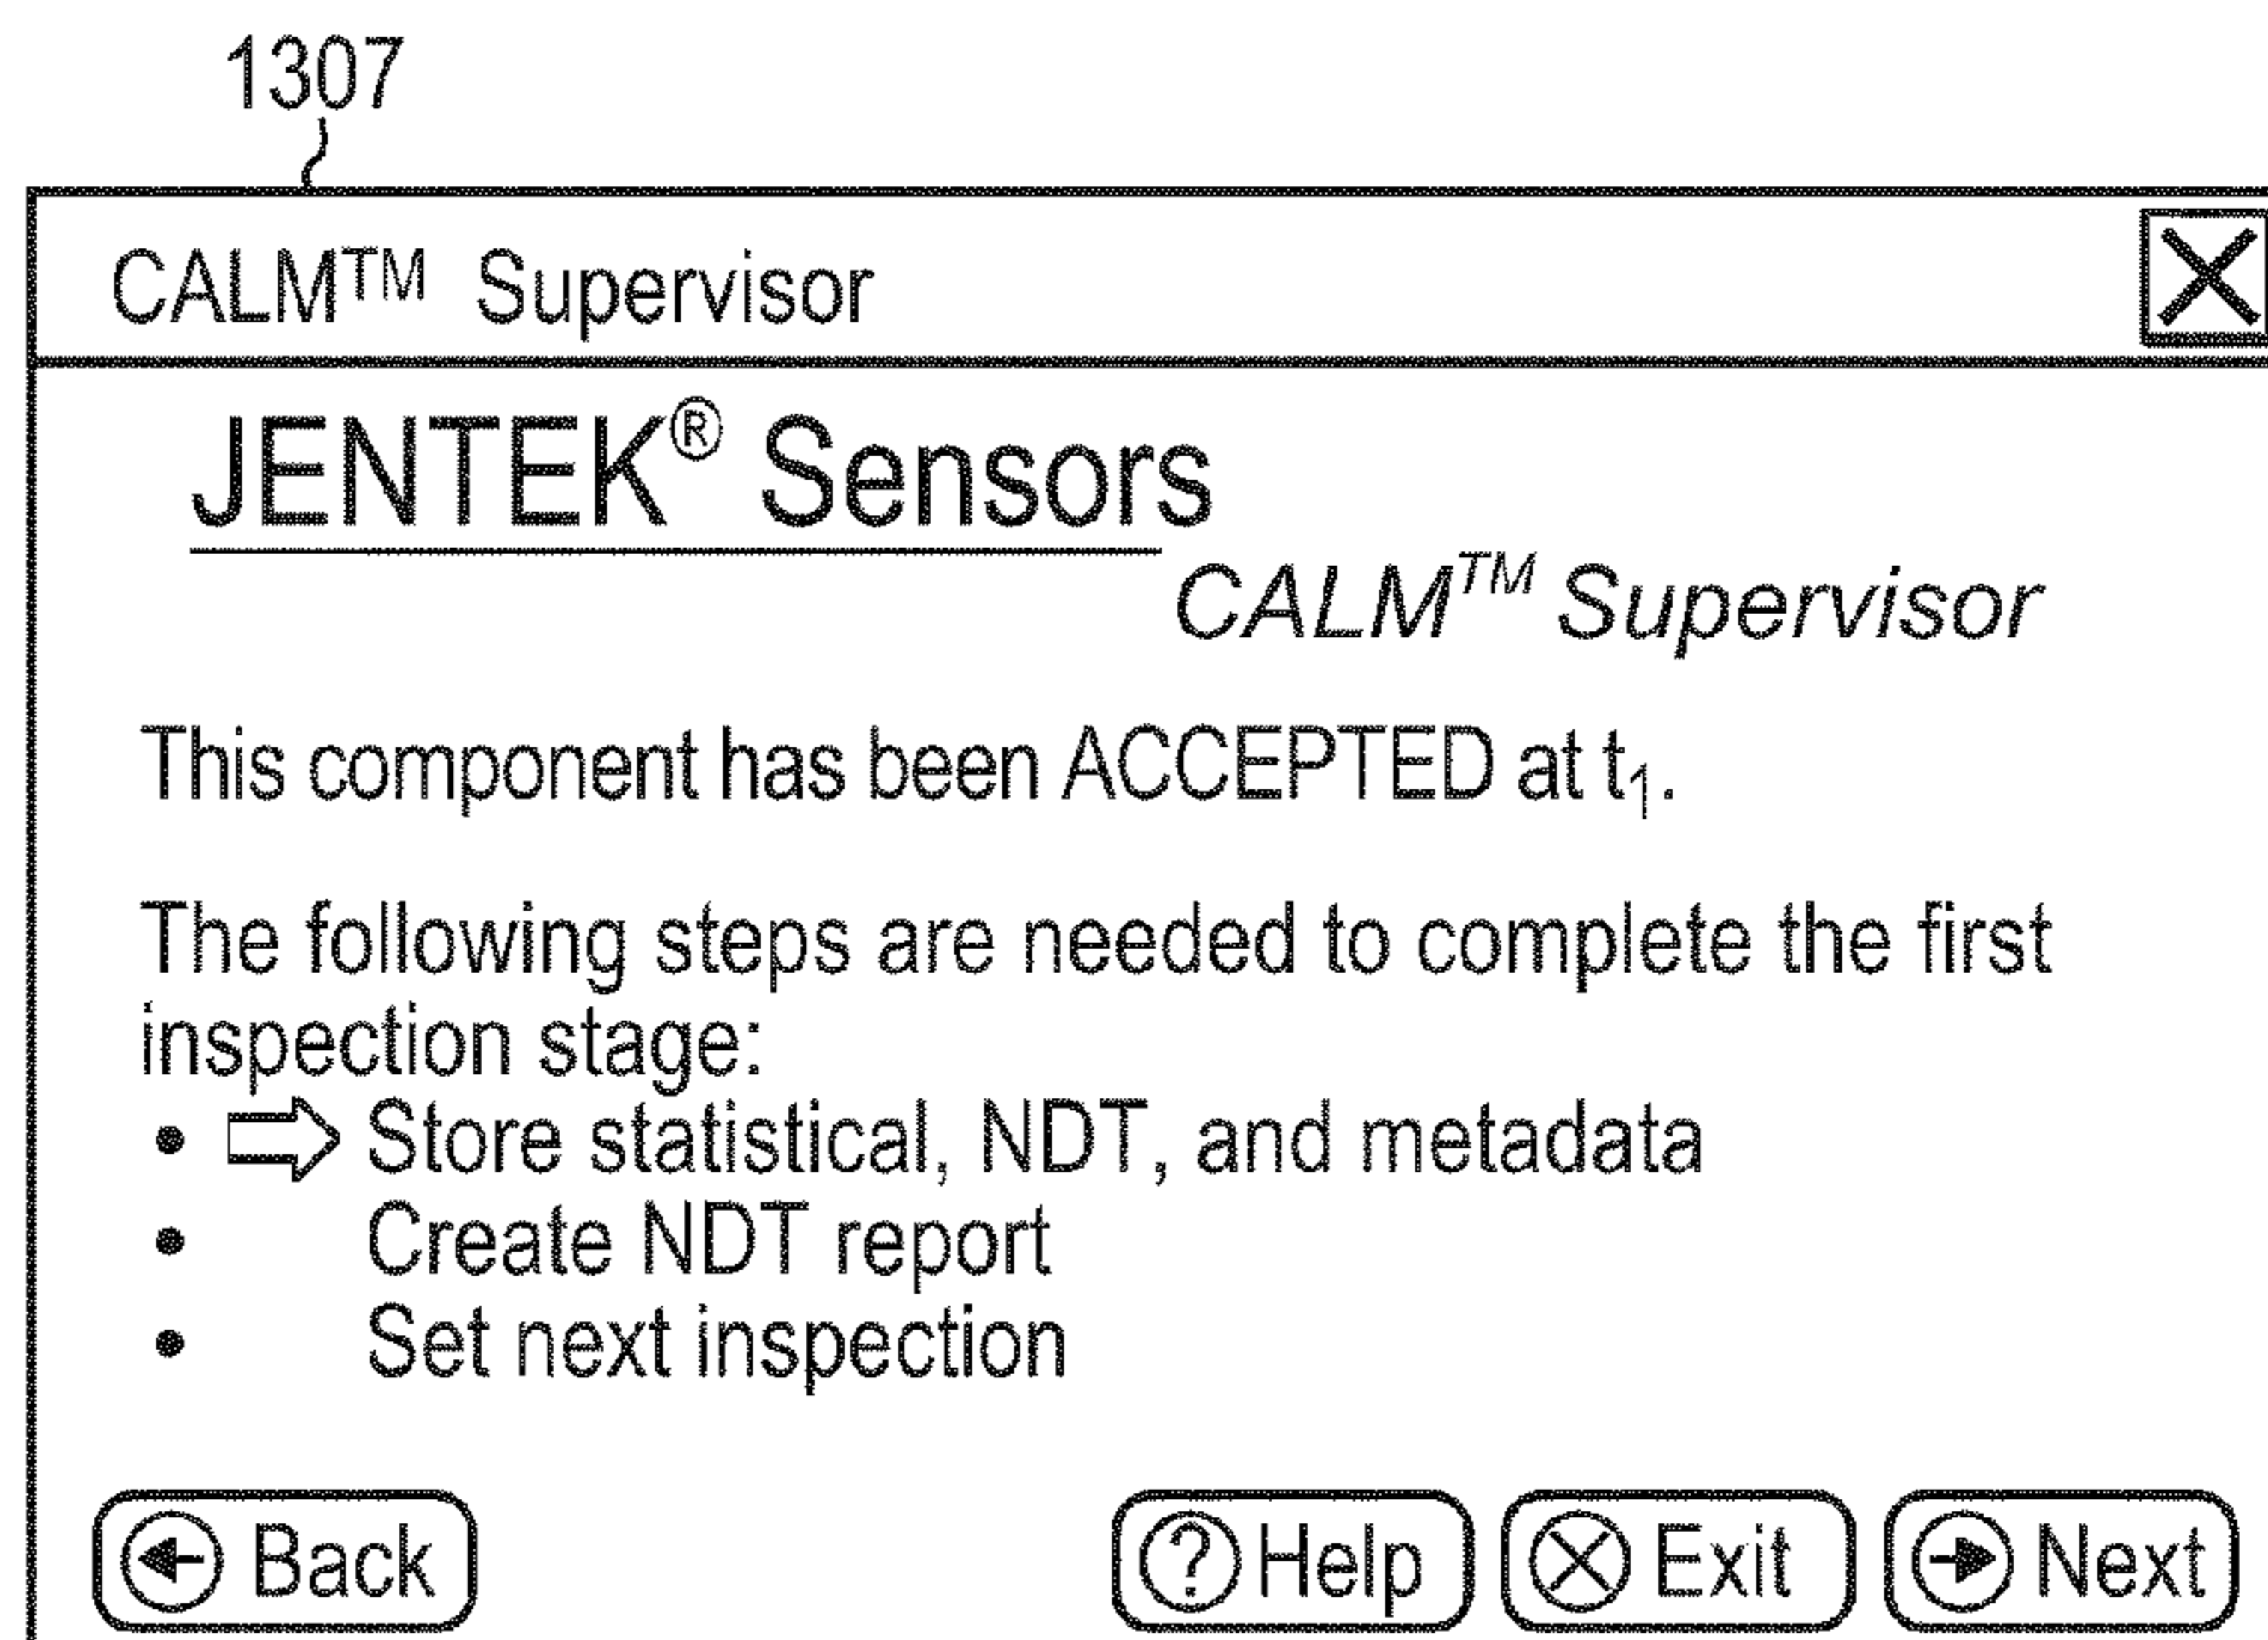 1307
CALM™ Supervisor
JENTEK® Sensors
CALM™ Supervisor
This component has been ACCEPTED at t₁.
The following steps are needed to complete the first
inspection stage:
• ⇨ Store statistical, NDT, and metadata
• Create NDT report
• Set next inspection
Back Help Exit Next